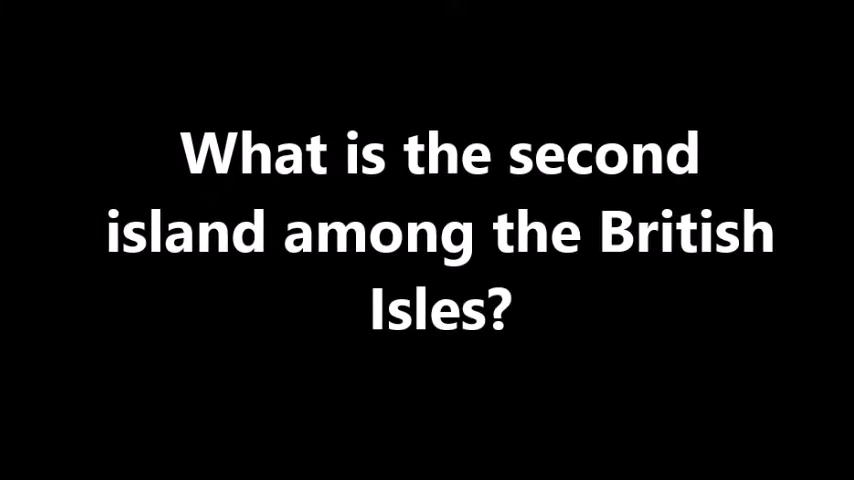 What is the second
island among the British
Isles?